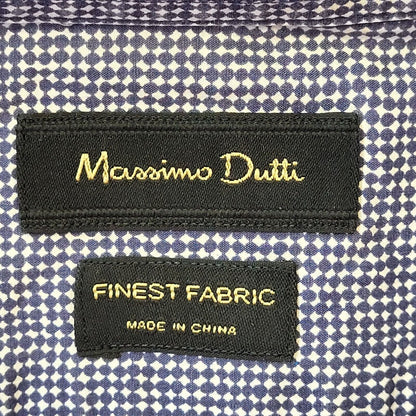 Massimo Dutti
FINEST FABRIC
MADE IN CHINA